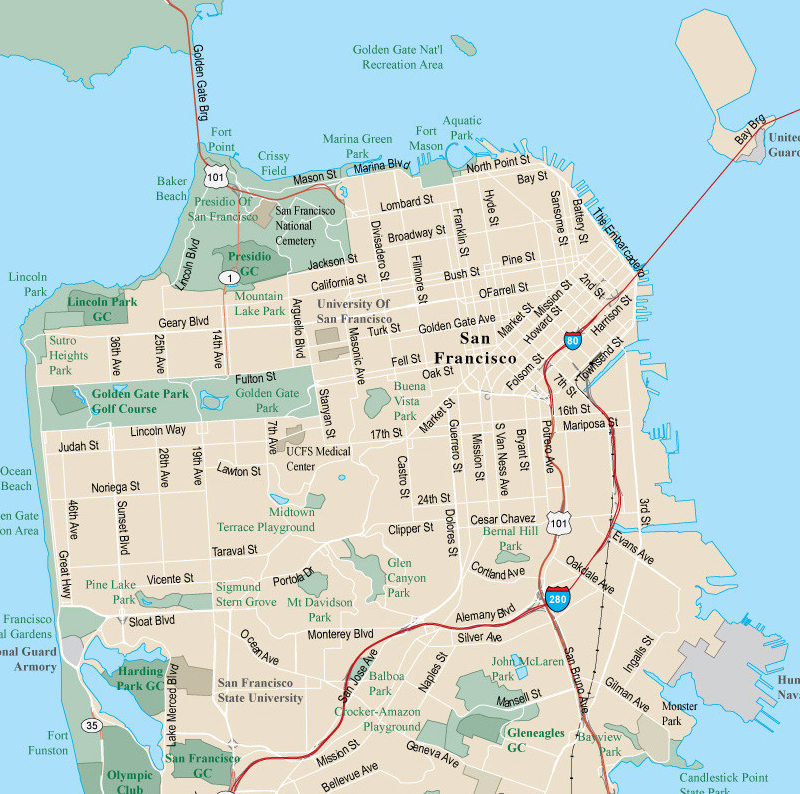 Golden Gate Nat'l
Recreation Area
Golden Gate Brg
Bay Brg
United
Guard
Fort
Point
Crissy
Field
Marina Green
Park
Fort
Mason
Aquatic
Park
Marina Blvd
Mason St
North Point St
Bay St
101
Baker
Beach
Presidio Of
San Francisco
San Francisco
National
Cemetery
Lombard St
Broadway St
Divisadero St
Fillmore St
Franklin St
Hyde St
Sansome St
Battery St
The Embarcadero
Lincoln Blvd
Presidio
GC
1
Jackson St
California St
Bush St
Pine St
OFarrell St
Lincoln
Park
Lincoln Park
GC
Mountain
Lake Park
Arguello Blvd
University Of
San Francisco
Geary Blvd
Turk St
Golden Gate Ave
Market St
Mission St
Howard St
2nd St
Harrison St
Sutro
Heights
Park
36th Ave
25th Ave
14th Ave
Masonic Ave
San
Francisco
80
Fell St
Oak St
Folsom St
7th St
Townsend St
Fulton St
Golden Gate Park
Golf Course
Golden Gate
Park
Stanyan St
Buena
Vista
Park
Market St
16th St
Mariposa St
Lincoln Way
Judah St
7th Ave
17th St
UCFS Medical
Center
Guerrero St
Mission St
S Van Ness Ave
Bryant St
Potrero Ave
28th Ave
19th Ave
Lawton St
Castro St
Ocean
Beach
Noriega St
46th Ave
Sunset Blvd
24th St
Dolores St
3rd St
en Gate
on Area
Midtown
Terrace Playground
Clipper St
Cesar Chavez
101
Bernal Hill
Park
Evans Ave
Taraval St
Great Hwy
Glen
Canyon
Park
Cortland Ave
Oakdale Ave
Vicente St
Portola Dr
Pine Lake
Park
Sigmund
Stern Grove
Mt Davidson
Park
280
Francisco
al Gardens
Sloat Blvd
Ocean Ave
Monterey Blvd
Alemany Blvd
Silver Ave
onal Guard
Armory
Harding
Park GC
Lake Merced Blvd
San Francisco
State University
San Jose Ave
Balboa
Park
Naples St
John McLaren
Park
San Bruno Ave
Ingalls St
Gilman Ave
Hun
Nava
Mansell St
Monster
Park
35
Crocker-Amazon
Playground
Gleneagles
GC
Bayview
Park
Fort
Funston
San Francisco
GC
Mission St
Geneva Ave
Bellevue Ave
Olympic
Club
Candlestick Point
State Park